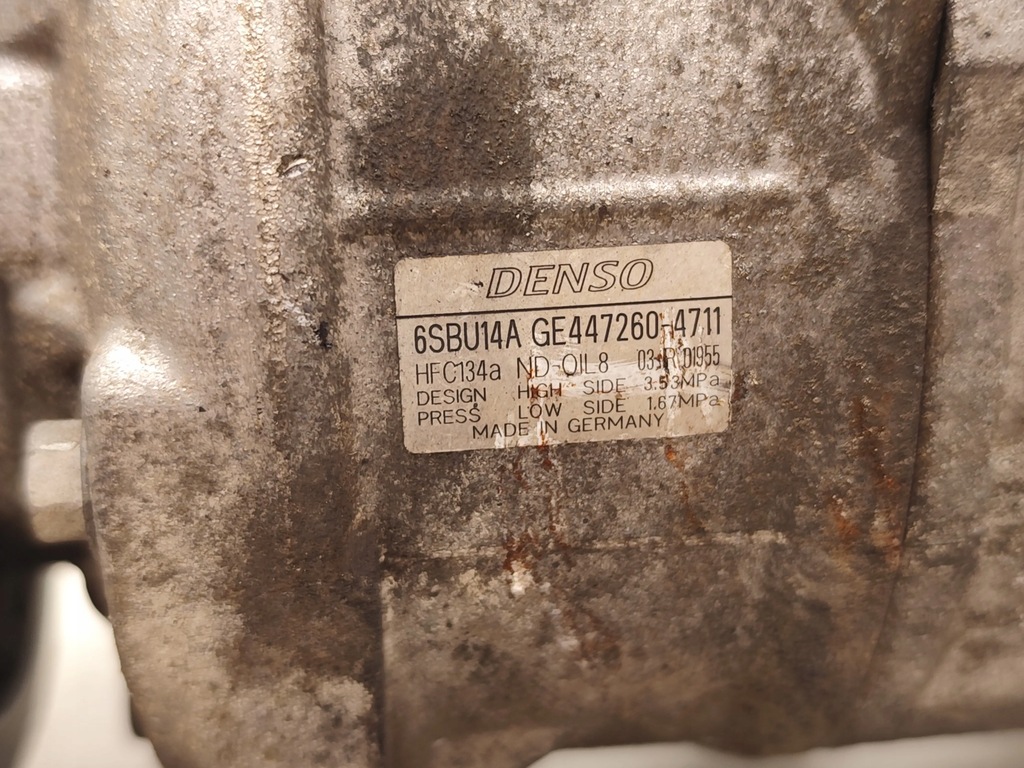 DENSO
6SBU14A GE447260-4711
HFC134a ND-OIL8 D1955
DESIGN HIGH SIDE 3.53MPa
PRESS LOW SIDE 1.67MPa
MADE IN GERMANY